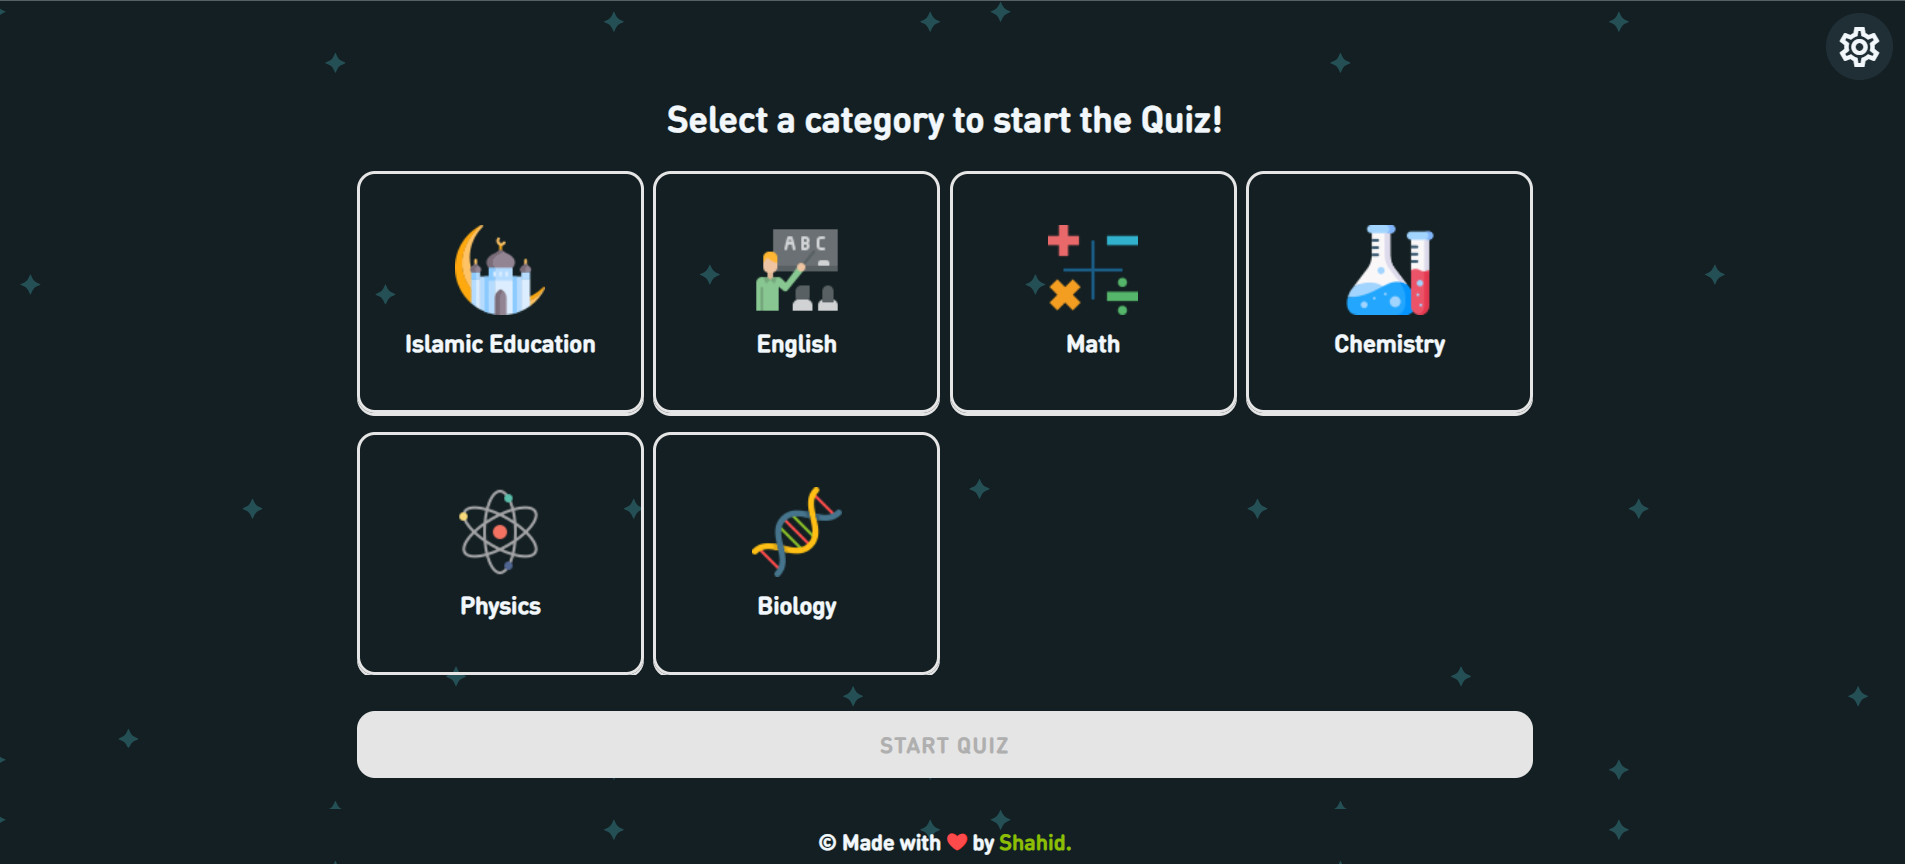 Select a category to start the Quiz!
ABC
Islamic Education
English
Math
Chemistry
Physics
Biology
START QUIZ
© Made with ❤ by Shahid.